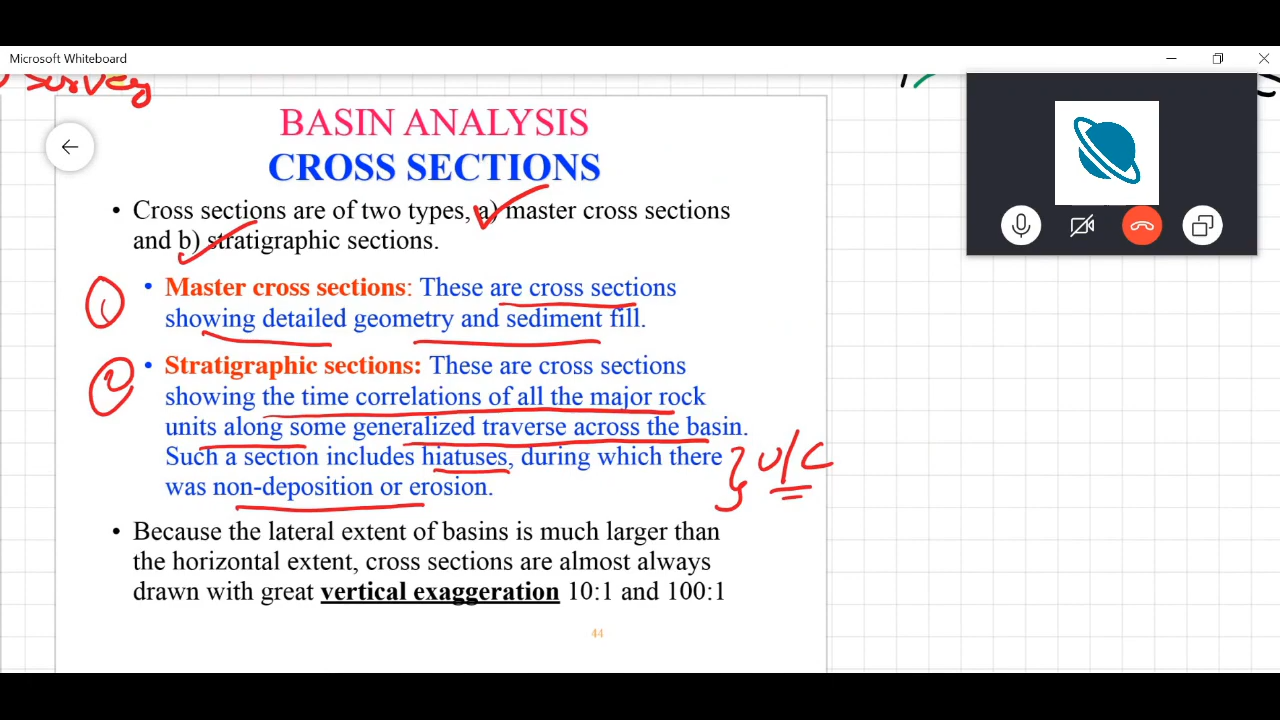 Microsoft Whiteboard
survey
BASIN ANALYSIS
CROSS SECTIONS
• Cross sections are of two types, a) master cross sections
and b) stratigraphic sections.
1
• Master cross sections: These are cross sections
showing detailed geometry and sediment fill.
2
• Stratigraphic sections: These are cross sections
showing the time correlations of all the major rock
units along some generalized traverse across the basin.
Such a section includes hiatuses, during which there
was non-deposition or erosion.
} U/C
• Because the lateral extent of basins is much larger than
the horizontal extent, cross sections are almost always
drawn with great vertical exaggeration 10:1 and 100:1
44